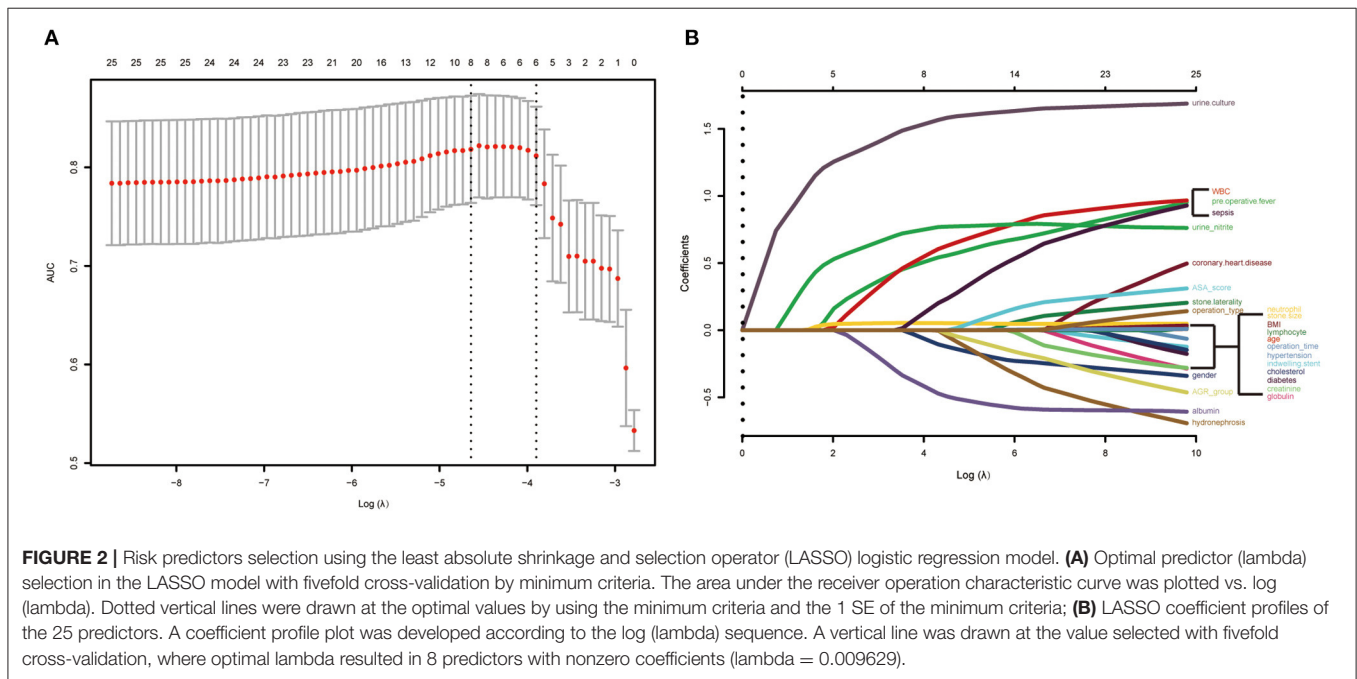 A
25 25 25 25 24 24 24 23 23 21 20 16 13 12 10 8 8 6 6 6 5 3 2 2 1 0
0.8
0.7
0.6
0.5
AUC
−8 −7 −6 −5 −4 −3
Log (λ)
B
0 5 8 14 23 25
1.5
1.0
0.5
0.0
−0.5
Coefficients
0 2 4 6 8 10
Log (λ)
urine.culture
WBC
pre.operative.fever
sepsis
urine_nitrite
coronary.heart.disease
ASA_score
stone.laterality
operation_type
neutrophil
stone.size
BMI
lymphocyte
age
operation_time
hypertension
indwelling.stent
cholesterol
diabetes
creatinine
globulin
gender
AGR_group
albumin
hydronephrosis
FIGURE 2 | Risk predictors selection using the least absolute shrinkage and selection operator (LASSO) logistic regression model. (A) Optimal predictor (lambda)
selection in the LASSO model with fivefold cross-validation by minimum criteria. The area under the receiver operation characteristic curve was plotted vs. log
(lambda). Dotted vertical lines were drawn at the optimal values by using the minimum criteria and the 1 SE of the minimum criteria; (B) LASSO coefficient profiles of
the 25 predictors. A coefficient profile plot was developed according to the log (lambda) sequence. A vertical line was drawn at the value selected with fivefold
cross-validation, where optimal lambda resulted in 8 predictors with nonzero coefficients (lambda = 0.009629).